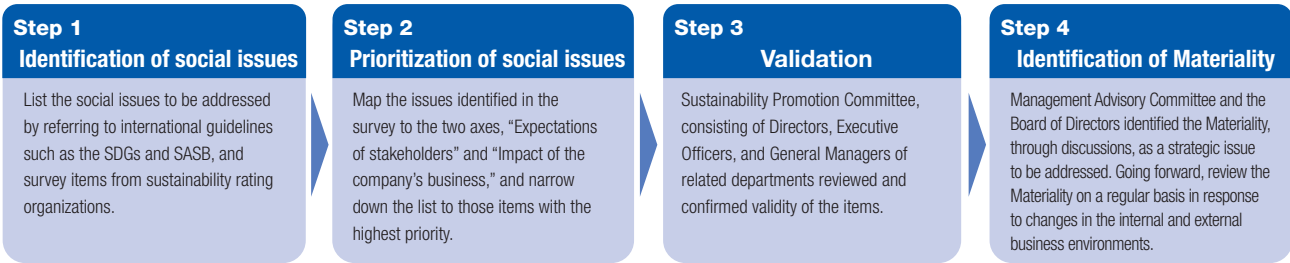 Step 1
Identification of social issues
List the social issues to be addressed
by referring to international guidelines
such as the SDGs and SASB, and
survey items from sustainability rating
organizations.
Step 2
Prioritization of social issues
Map the issues identified in the
survey to the two axes, “Expectations
of stakeholders” and “Impact of the
company’s business,” and narrow
down the list to those items with the
highest priority.
Step 3
Validation
Sustainability Promotion Committee,
consisting of Directors, Executive
Officers, and General Managers of
related departments reviewed and
confirmed validity of the items.
Step 4
Identification of Materiality
Management Advisory Committee and the
Board of Directors identified the Materiality,
through discussions, as a strategic issue
to be addressed. Going forward, review the
Materiality on a regular basis in response
to changes in the internal and external
business environments.